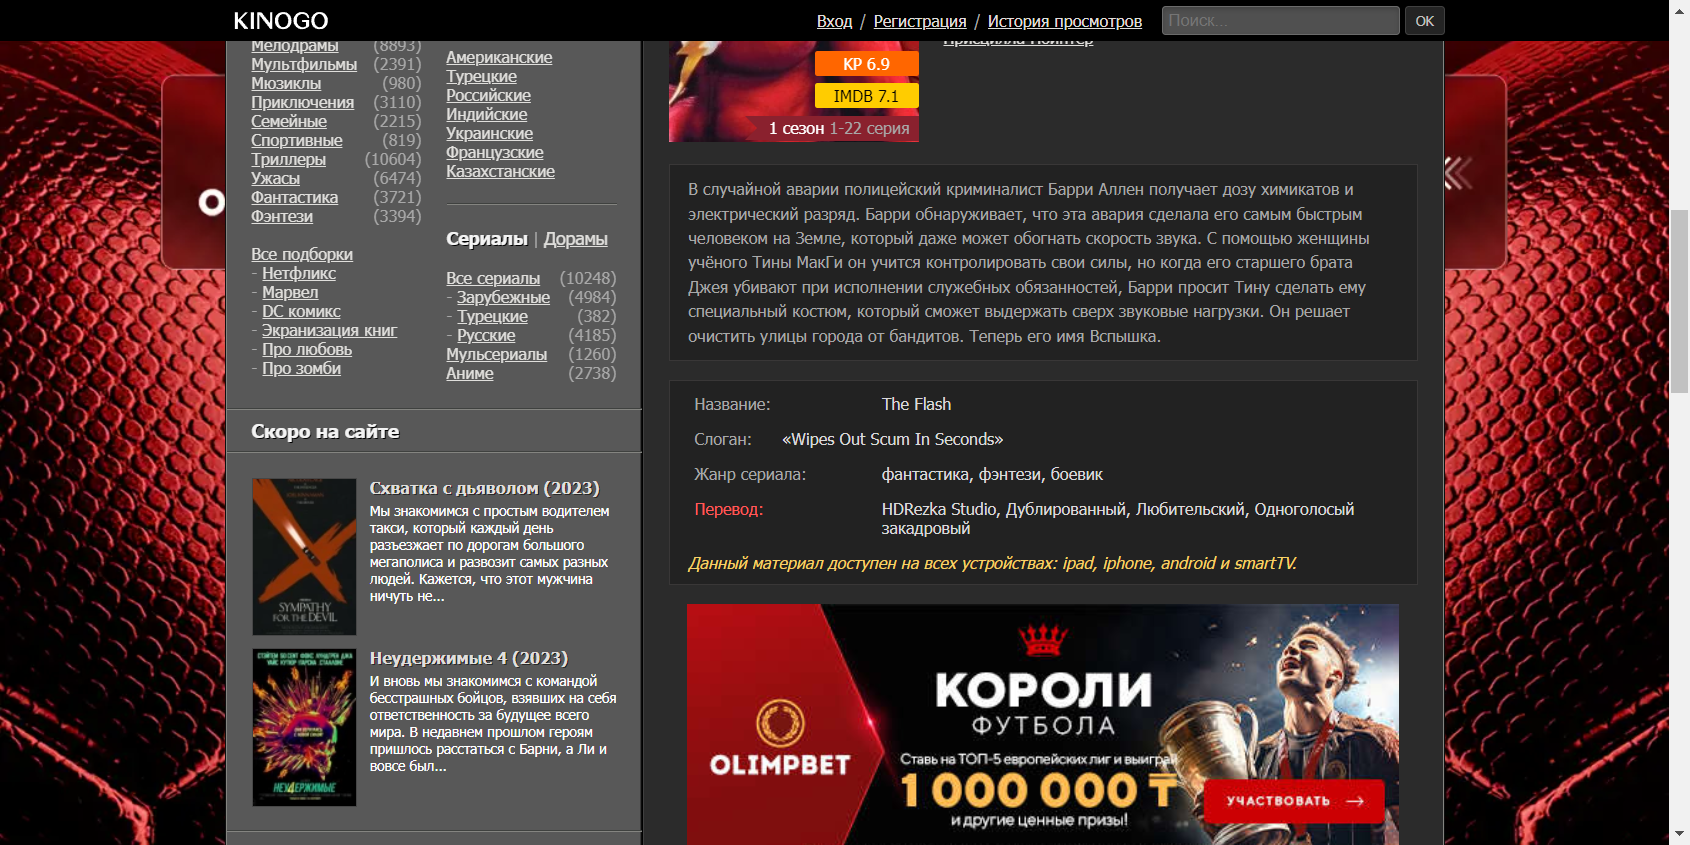 KINOGO
Вход / Регистрация / История просмотров
Поиск...
OK
Мелодрамы (8893)
Мультфильмы (2391)
Мюзиклы (980)
Приключения (3110)
Семейные (2215)
Спортивные (819)
Триллеры (10604)
Ужасы (6474)
Фантастика (3721)
Фэнтези (3394)
Все подборки
- Нетфликс
- Марвел
- DC комикс
- Экранизация книг
- Про любовь
- Про зомби
Американские
Турецкие
Российские
Индийские
Украинские
Французские
Казахстанские
Сериалы | Дорамы
Все сериалы (10248)
- Зарубежные (4984)
- Турецкие (382)
- Русские (4185)
Мульсериалы (1260)
Аниме (2738)
Скоро на сайте
SYMPATHY
FOR THE DEVIL
Схватка с дьяволом (2023)
Мы знакомимся с простым водителем
такси, который каждый день
разъезжает по дорогам большого
мегаполиса и развозит самых разных
людей. Кажется, что этот мужчина
ничуть не...
НЕУДЕРЖИМЫЕ
Неудержимые 4 (2023)
И вновь мы знакомимся с командой
бесстрашных бойцов, взявших на себя
ответственность за будущее всего
мира. В недавнем прошлом героям
пришлось расстаться с Барни, а Ли и
вовсе был...
Присцилла Пойнтер
KP 6.9
IMDB 7.1
1 сезон 1-22 серия
В случайной аварии полицейский криминалист Барри Аллен получает дозу химикатов и
электрический разряд. Барри обнаруживает, что эта авария сделала его самым быстрым
человеком на Земле, который даже может обогнать скорость звука. С помощью женщины
учёного Тины МакГи он учится контролировать свои силы, но когда его старшего брата
Джея убивают при исполнении служебных обязанностей, Барри просит Тину сделать ему
специальный костюм, который сможет выдержать сверх звуковые нагрузки. Он решает
очистить улицы города от бандитов. Теперь его имя Вспышка.
Название: The Flash
Слоган: «Wipes Out Scum In Seconds»
Жанр сериала: фантастика, фэнтези, боевик
Перевод: HDRezka Studio, Дублированный, Любительский, Одноголосый
закадровый
Данный материал доступен на всех устройствах: ipad, iphone, android и smartTV.
OLIMPBET
КОРОЛИ
ФУТБОЛА
Ставь на ТОП-5 европейских лиг и выиграй
1 000 000 ₸
и другие ценные призы!
УЧАСТВОВАТЬ →